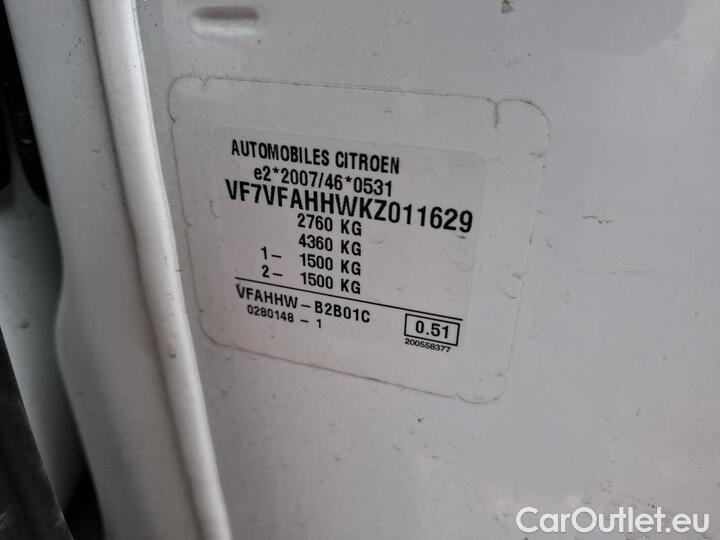 AUTOMOBILES CITROEN
e2*2007/46*0531
VF7VFAHHWKZ011629
2760 KG
4360 KG
1- 1500 KG
2- 1500 KG
VFAHHW-B2B01C
0280148-1
0.51
200558377
CarOutlet.eu